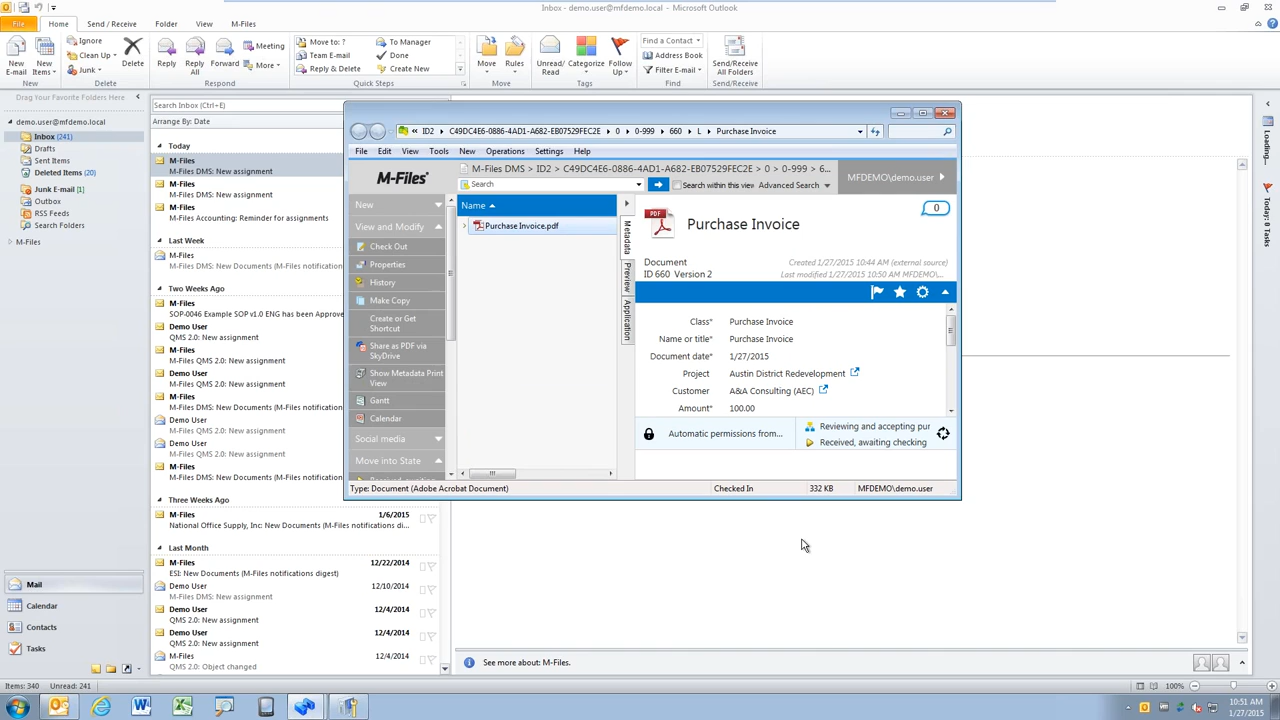 Inbox - demo.user@mfdemo.local - Microsoft Outlook
File Home Send / Receive Folder View M-Files
New E-mail
New Items
Ignore
Clean Up
Junk
Delete
Delete
Reply
Reply All
Forward
Meeting
More
Respond
Move to: ?
Team E-mail
Reply & Delete
To Manager
Done
Create New
Quick Steps
Move
Rules
Move
Unread/ Read
Categorize
Follow Up
Tags
Find a Contact
Address Book
Filter E-mail
Find
Send/Receive All Folders
Send/Receive
Drag Your Favorite Folders Here
demo.user@mfdemo.local
Inbox (241)
Drafts
Sent Items
Deleted Items (20)
Junk E-mail [1]
Outbox
RSS Feeds
Search Folders
M-Files
Mail
Calendar
Contacts
Tasks
Search Inbox (Ctrl+E)
Arrange By: Date
Today
M-Files
M-Files DMS: New assignment
M-Files
M-Files DMS: New assignment
M-Files
M-Files Accounting: Reminder for assignments
Last Week
M-Files
M-Files DMS: New Documents (M-Files notificati
Two Weeks Ago
M-Files
SOP-0046 Example SOP v1.0 ENG has been Approve
Demo User
QMS 2.0: New assignment
M-Files
M-Files QMS 2.0: New assignment
Demo User
M-Files QMS 2.0: New assignment
M-Files
M-Files DMS: New Documents (M-Files notification
Demo User
M-Files DMS: New assignment
Demo User
M-Files DMS: New assignment
M-Files
M-Files DMS: New Documents (M-Files notification
Three Weeks Ago
M-Files 1/6/2015
National Office Supply, Inc: New Documents (M-Files notifications di...
Last Month
M-Files 12/22/2014
ESI: New Documents (M-Files notifications digest)
Demo User 12/10/2014
M-Files DMS: New assignment
Demo User 12/4/2014
QMS 2.0: New assignment
Demo User 12/4/2014
QMS 2.0: New assignment
M-Files 12/4/2014
QMS 2.0: Object changed
ID2 C49DC4E6-0886-4AD1-A682-EB07529FEC2E 0 0-999 660 L Purchase Invoice
File Edit View Tools New Operations Settings Help
M-Files
M-Files DMS > ID2 > C49DC4E6-0886-4AD1-A682-EB07529FEC2E > 0 > 0-999 > 6...
MFDEMO\demo.user
Search
Search within this view
Advanced Search
New
View and Modify
Check Out
Properties
History
Make Copy
Create or Get Shortcut
Share as PDF via SkyDrive
Show Metadata Print View
Gantt
Calendar
Social media
Move into State
Name
Purchase Invoice.pdf
Metadata
Preview
Application
PDF
Purchase Invoice
0
Document
ID 660 Version 2
Created 1/27/2015 10:44 AM (external source)
Last modified 1/27/2015 10:50 AM MFDEMO\...
Class* Purchase Invoice
Name or title* Purchase Invoice
Document date* 1/27/2015
Project Austin District Redevelopment
Customer A&A Consulting (AEC)
Amount* 100.00
Automatic permissions from...
Reviewing and accepting pur
Received, awaiting checking
Type: Document (Adobe Acrobat Document)
Checked In
332 KB
MFDEMO\demo.user
Loading...
Today: Tasks
See more about: M-Files.
Items: 340 Unread: 241
100%
10:51 AM
1/27/2015